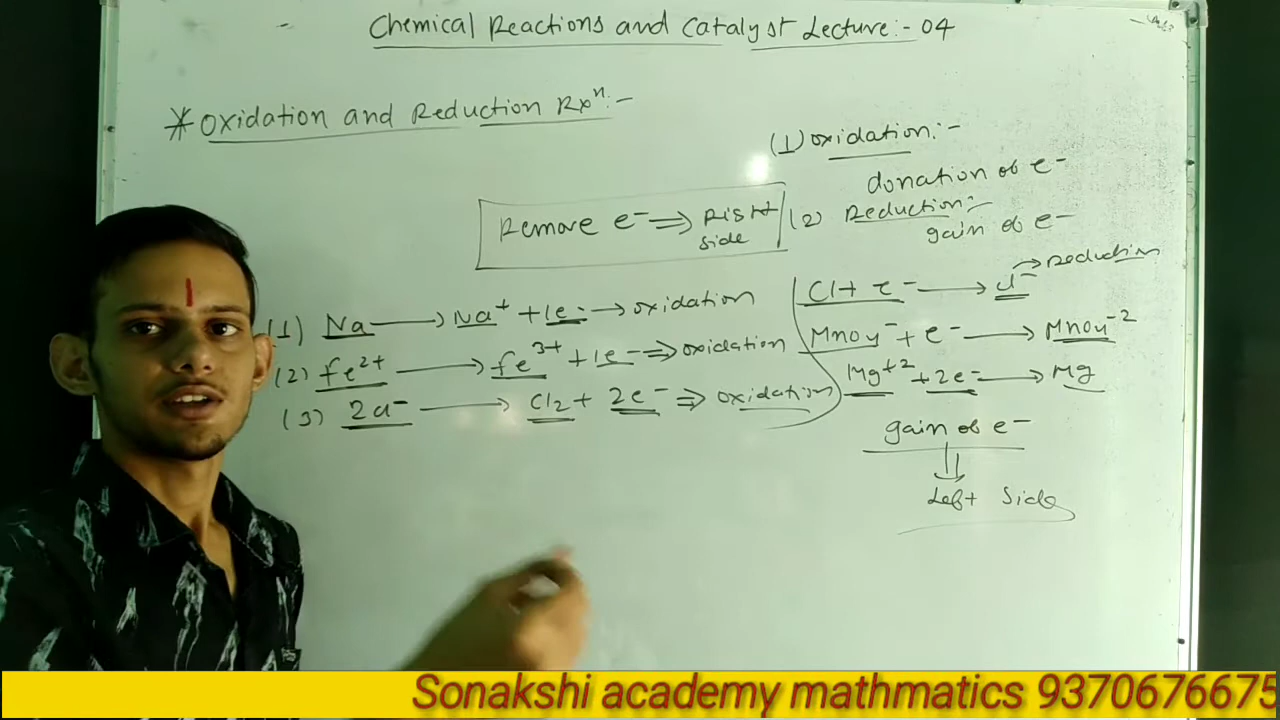 Chemical Reactions and Catalyst Lecture:- 04
* Oxidation and Reduction Rxⁿ:-
(1) Oxidation:-
donation of e-
Remove e- ⇒ Right side
(2) Reduction:-
gain of e-
(1) Na → Na+ + 1e- → oxidation
(2) fe2+ → fe3+ + 1e- ⇒ oxidation
(3) 2Cl- → Cl2 + 2e- ⇒ oxidation
Cl + e- → Cl- → Reduction
MnO4- + e- → MnO4-2
Mg+2 + 2e- → Mg
gain of e-
⇓
Left Side
Sonakshi academy mathmatics 9370676675